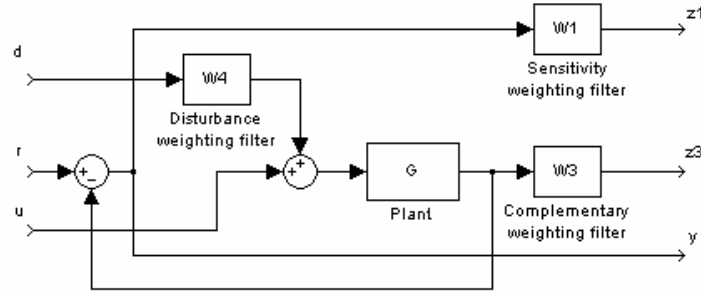 z1
W1
d
W4
Sensitivity
weighting filter
Disturbance
weighting filter
r
+
-
+
+
G
W3
z3
u
Plant
Complementary
weighting filter
y